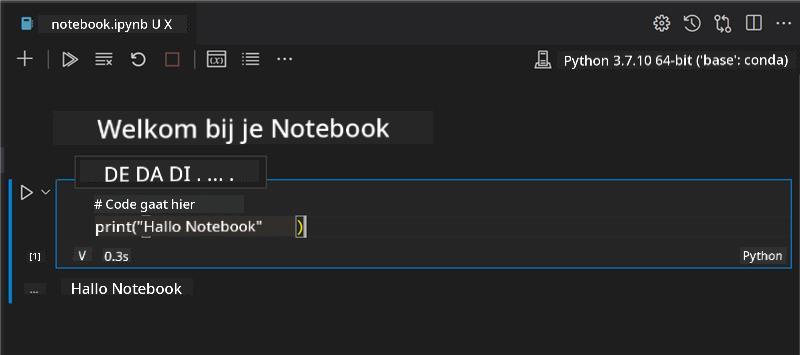 notebook.ipynb U X
Python 3.7.10 64-bit ('base': conda)
Welkom bij je Notebook
DE DA DI . ... .
# Code gaat hier
print("Hallo Notebook" )
[1]
V 0.3s
Python
... Hallo Notebook